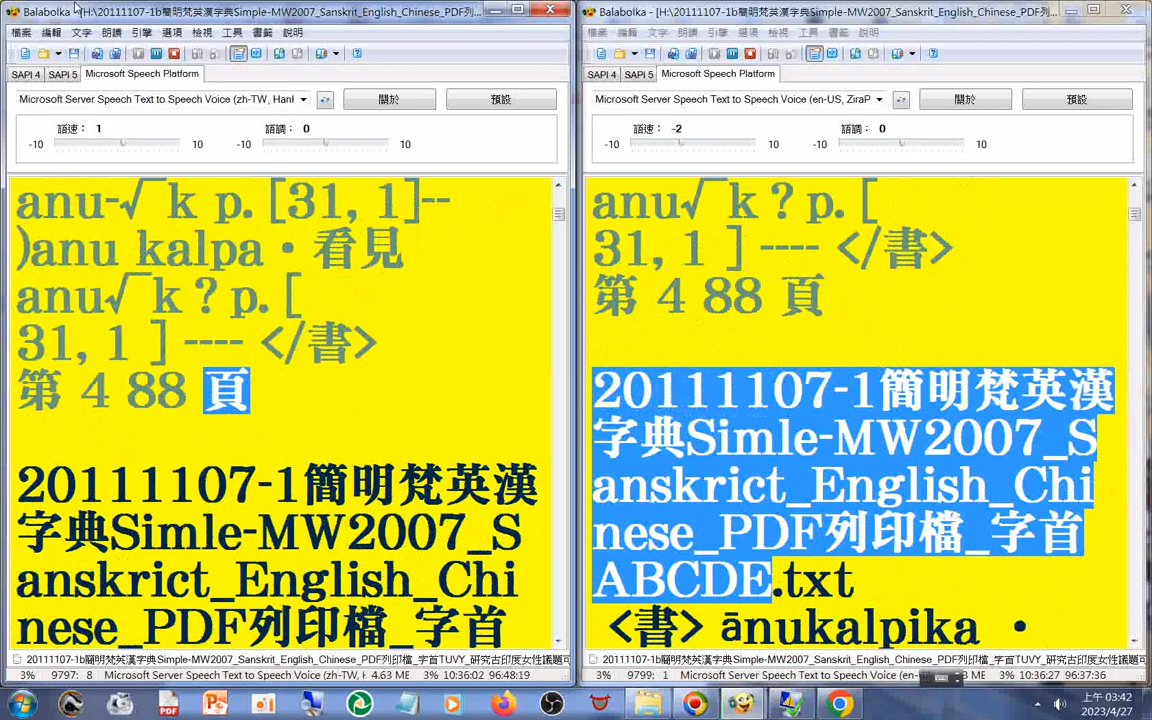 Balabolka - [H:\20111107-1b簡明梵英漢字典Simple-MW2007_Sanskrit_English_Chinese_PDF列...
檔案 編輯 文字 朗讀 引擎 選項 檢視 工具 書籤 說明
SAPI 4 SAPI 5 Microsoft Speech Platform
Microsoft Server Speech Text to Speech Voice (zh-TW, HanH 關於 預設
語速： 1 語調： 0
-10 10 -10 10
anu-√k p. [31, 1]--
)anu kalpa‧看見
anu√k ? p. [
31, 1 ] ---- </書>
第 4 88 頁
20111107-1簡明梵英漢
字典Simle-MW2007_S
anskrict_English_Chi
nese_PDF列印檔_字首
20111107-1b簡明梵英漢字典Simple-MW2007_Sanskrit_English_Chinese_PDF列印檔_字首TUVY_研究古印度女性議題可
3% 9797: 8 Microsoft Server Speech Text to Speech Voice (zh-TW, H 4.63 ME 3% 10:36:02 96:48:19
Balabolka - [H:\20111107-1b簡明梵英漢字典Simple-MW2007_Sanskrit_English_Chinese_PDF列...
檔案 編輯 文字 朗讀 引擎 選項 檢視 工具 書籤 說明
SAPI 4 SAPI 5 Microsoft Speech Platform
Microsoft Server Speech Text to Speech Voice (en-US, ZiraP 關於 預設
語速： -2 語調： 0
-10 10 -10 10
anu√k ? p. [
31, 1 ] ---- </書>
第 4 88 頁
20111107-1簡明梵英漢
字典Simle-MW2007_S
anskrict_English_Chi
nese_PDF列印檔_字首
ABCDE.txt
<書> ānukalpika ‧
20111107-1b簡明梵英漢字典Simple-MW2007_Sanskrit_English_Chinese_PDF列印檔_字首TUVY_研究古印度女性議題可
3% 9799: 1 Microsoft Server Speech Text to Speech Voice 3% 10:36:27 96:37:36
上午 03:42
2023/4/27